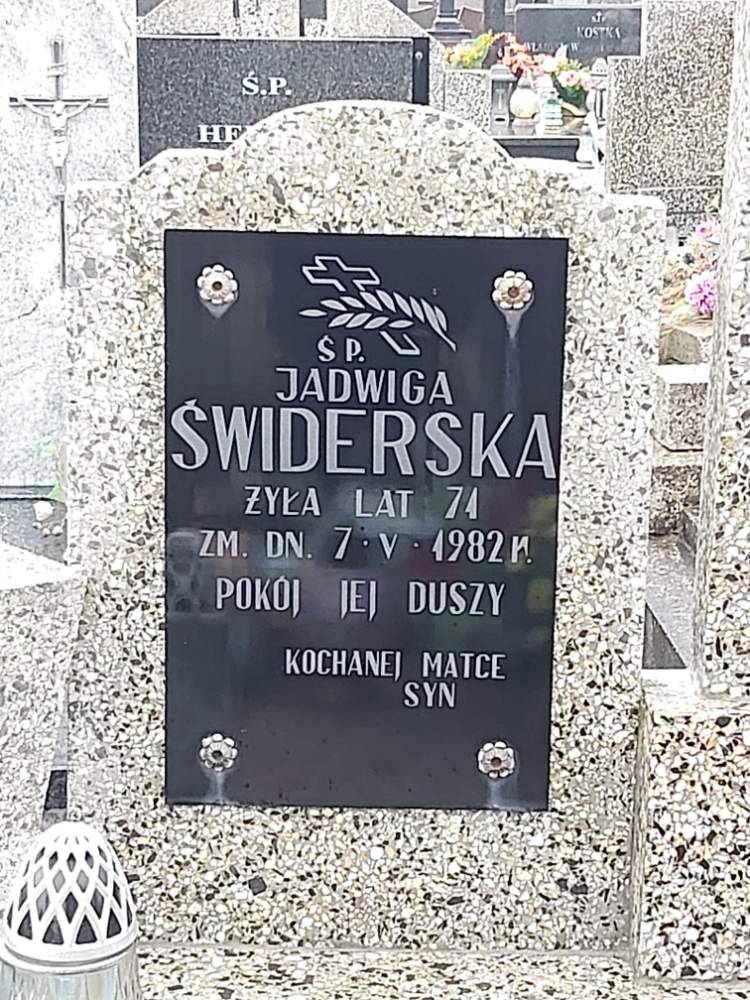 Ś.P.
KOSTKA
Ś P.
JADWIGA
ŚWIDERSKA
ŻYŁA LAT 71
ZM. DN. 7·V·1982 R.
POKÓJ JEJ DUSZY
KOCHANEJ MATCE
SYN